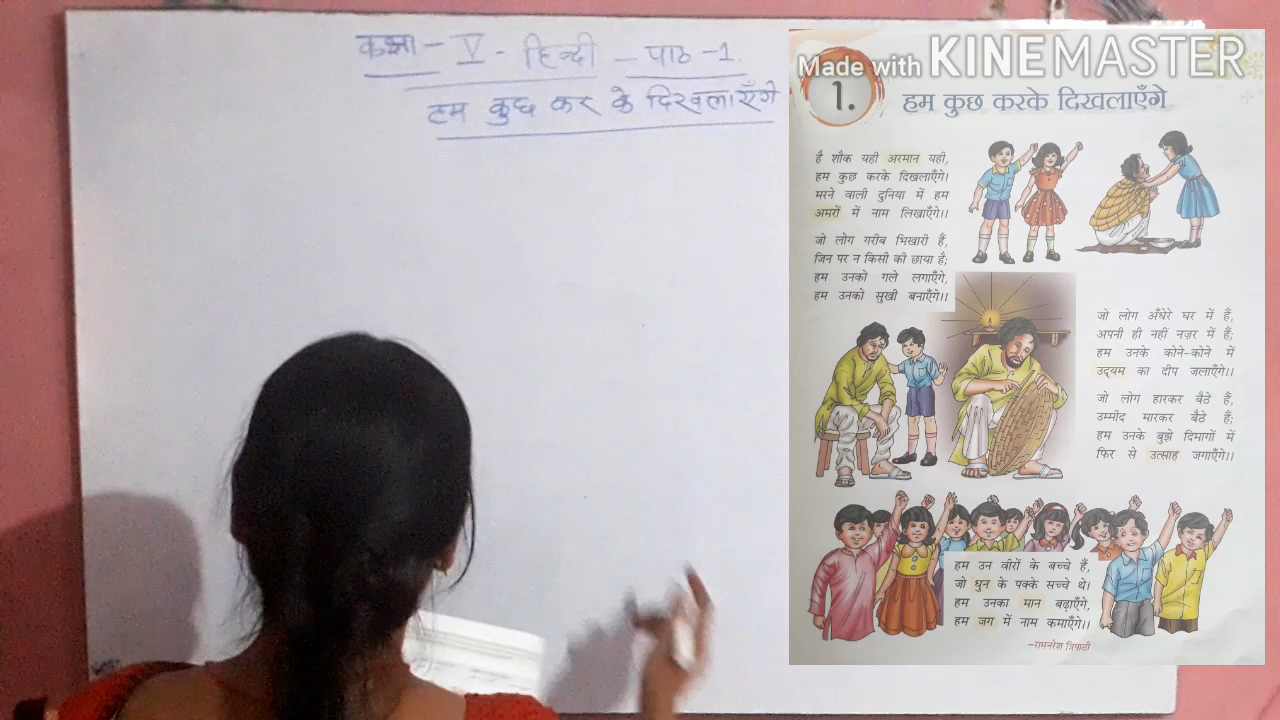 कक्षा - V - हिन्दी - पाठ -1.
हम कुछ कर के दिखलाएँगे
Made with KINEMASTER
1.
हम कुछ करके दिखलाएँगे
है शौक यही अरमान यही,
हम कुछ करके दिखलाएँगे।
मरने वाली दुनिया में हम
अमरों में नाम लिखाएँगे।।
जो लोग गरीब भिखारी हैं,
जिन पर न किसी की छाया है;
हम उनको गले लगाएँगे,
हम उनको सुखी बनाएँगे।।
जो लोग अँधेरे घर में हैं,
अपनी ही नहीं नज़र में हैं;
हम उनके कोने-कोने में
उद्यम का दीप जलाएँगे।।
जो लोग हारकर बैठे हैं,
उम्मीद मारकर बैठे हैं;
हम उनके बुझे दिमागों में
फिर से उत्साह जगाएँगे।।
हम उन वीरों के बच्चे हैं,
जो धुन के पक्के सच्चे थे।
हम उनका मान बढ़ाएँगे,
हम जग में नाम कमाएँगे।।
-रामनरेश त्रिपाठी